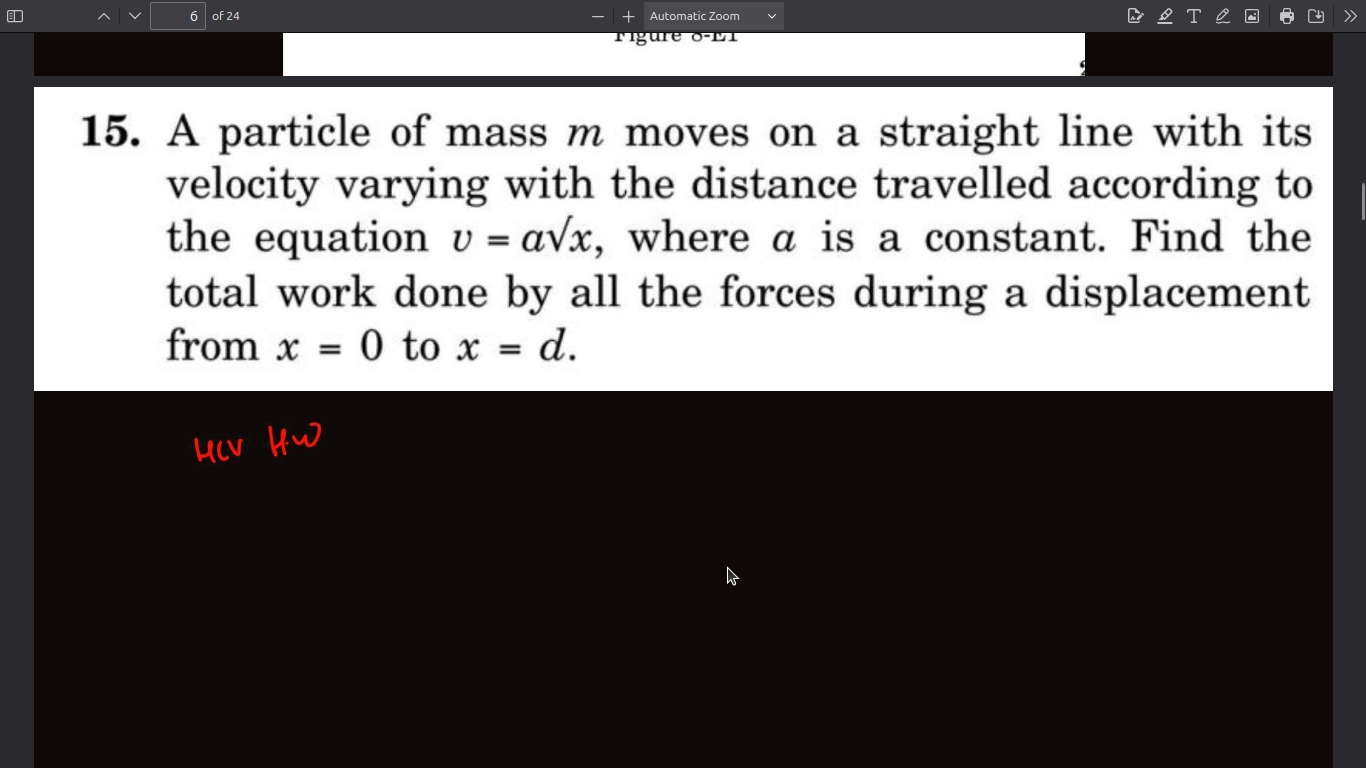 6 of 24 Automatic Zoom
Figure 8-E1
15. A particle of mass m moves on a straight line with its
velocity varying with the distance travelled according to
the equation v = a√x, where a is a constant. Find the
total work done by all the forces during a displacement
from x = 0 to x = d.
HCV H.W